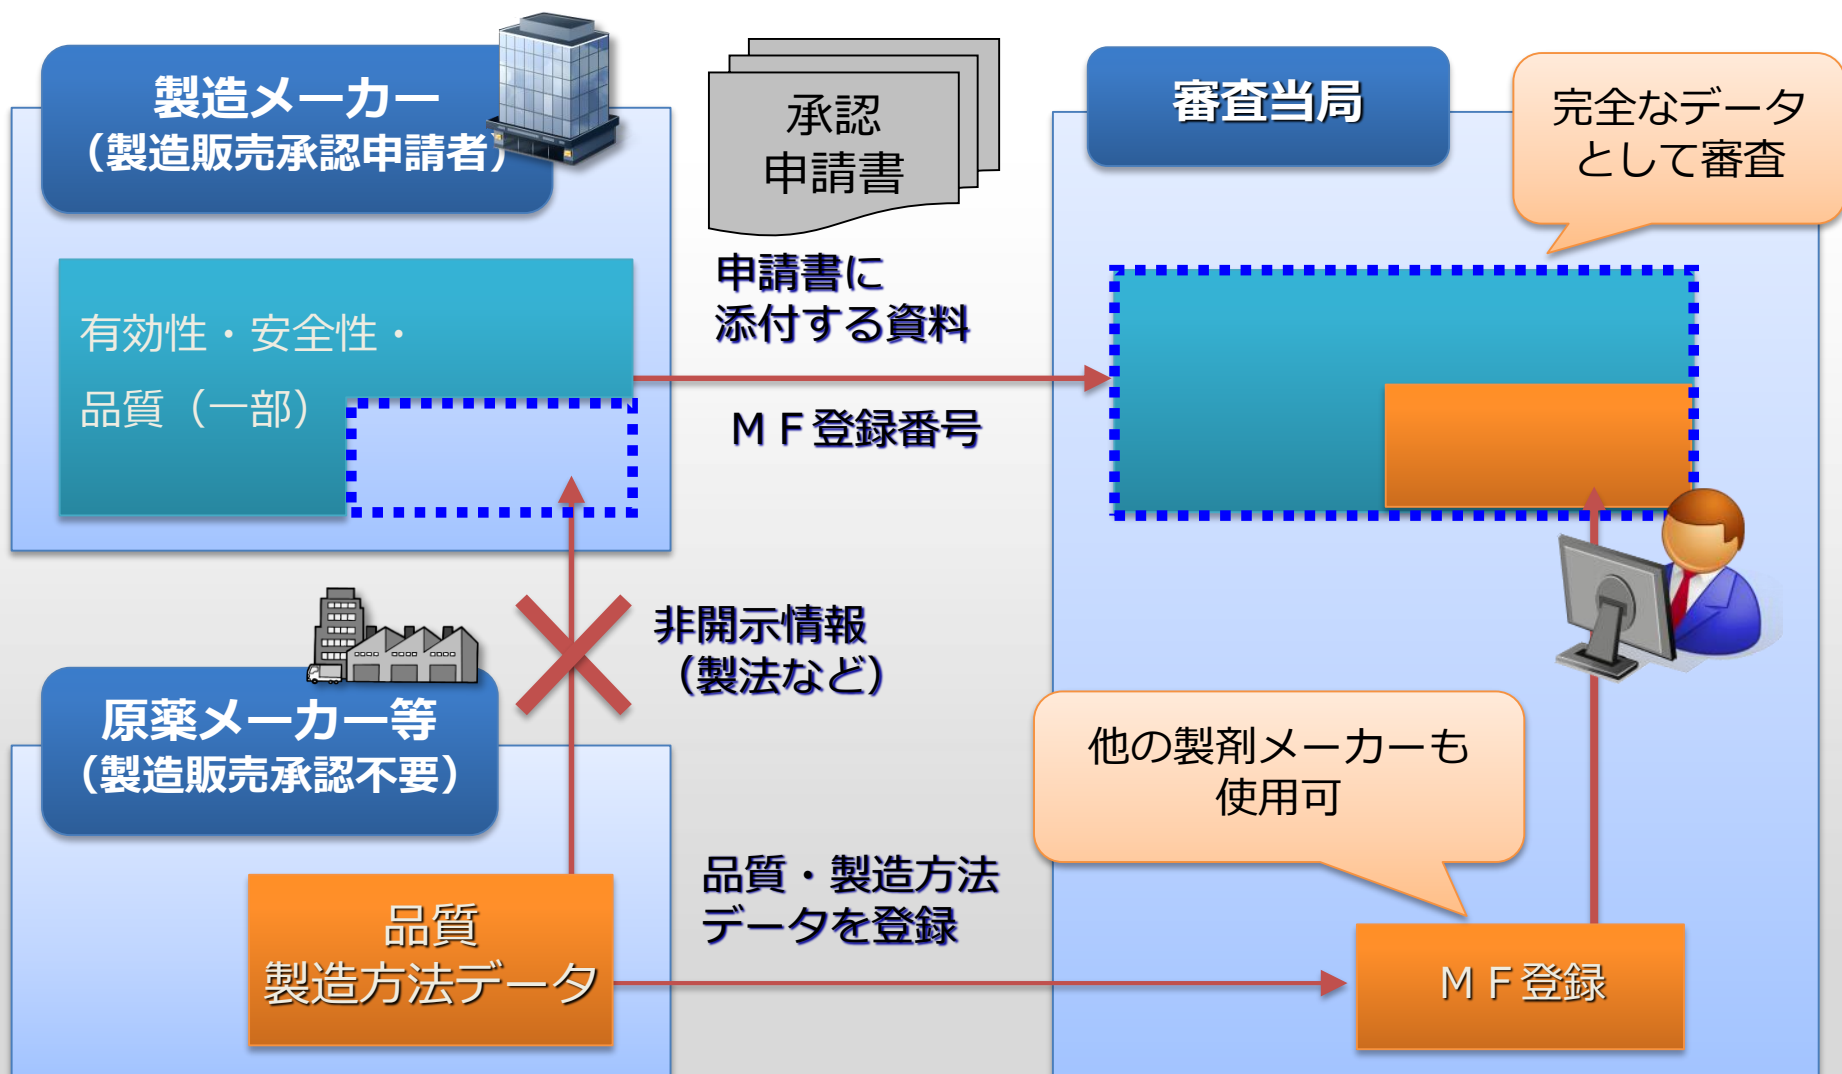 製造メーカー
（製造販売承認申請者）
承認
申請書
審査当局
完全なデータ
として審査
有効性・安全性・
品質（一部）
申請書に
添付する資料
ＭＦ登録番号
非開示情報
（製法など）
原薬メーカー等
（製造販売承認不要）
他の製剤メーカーも
使用可
品質・製造方法
データを登録
品質
製造方法データ
ＭＦ登録